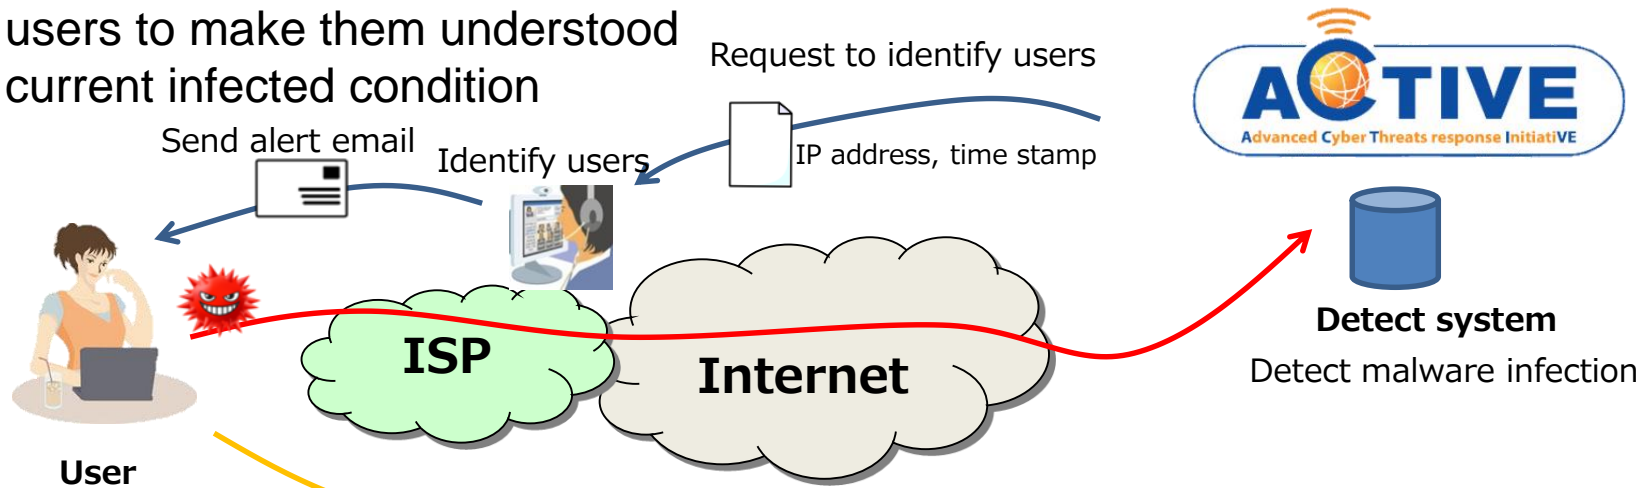 users to make them understood
current infected condition
Request to identify users
ACTIVE
Advanced Cyber Threats response InitiatiVE
Send alert email
Identify users
IP address, time stamp
ISP
Internet
Detect system
Detect malware infection
User